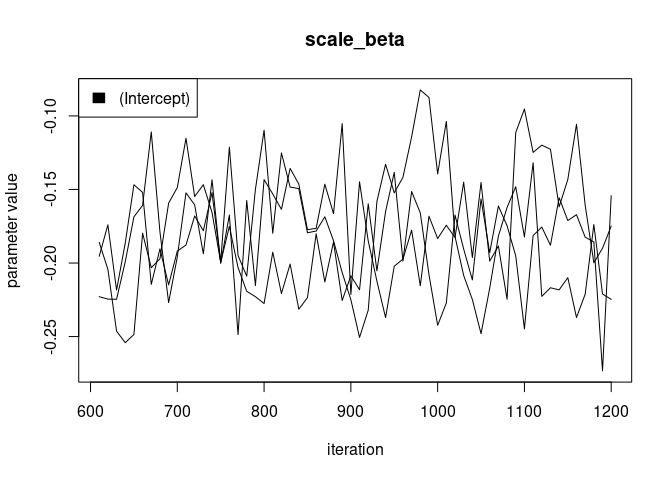 scale_beta
(Intercept)
parameter value
-0.10
-0.15
-0.20
-0.25
600 700 800 900 1000 1100 1200
iteration